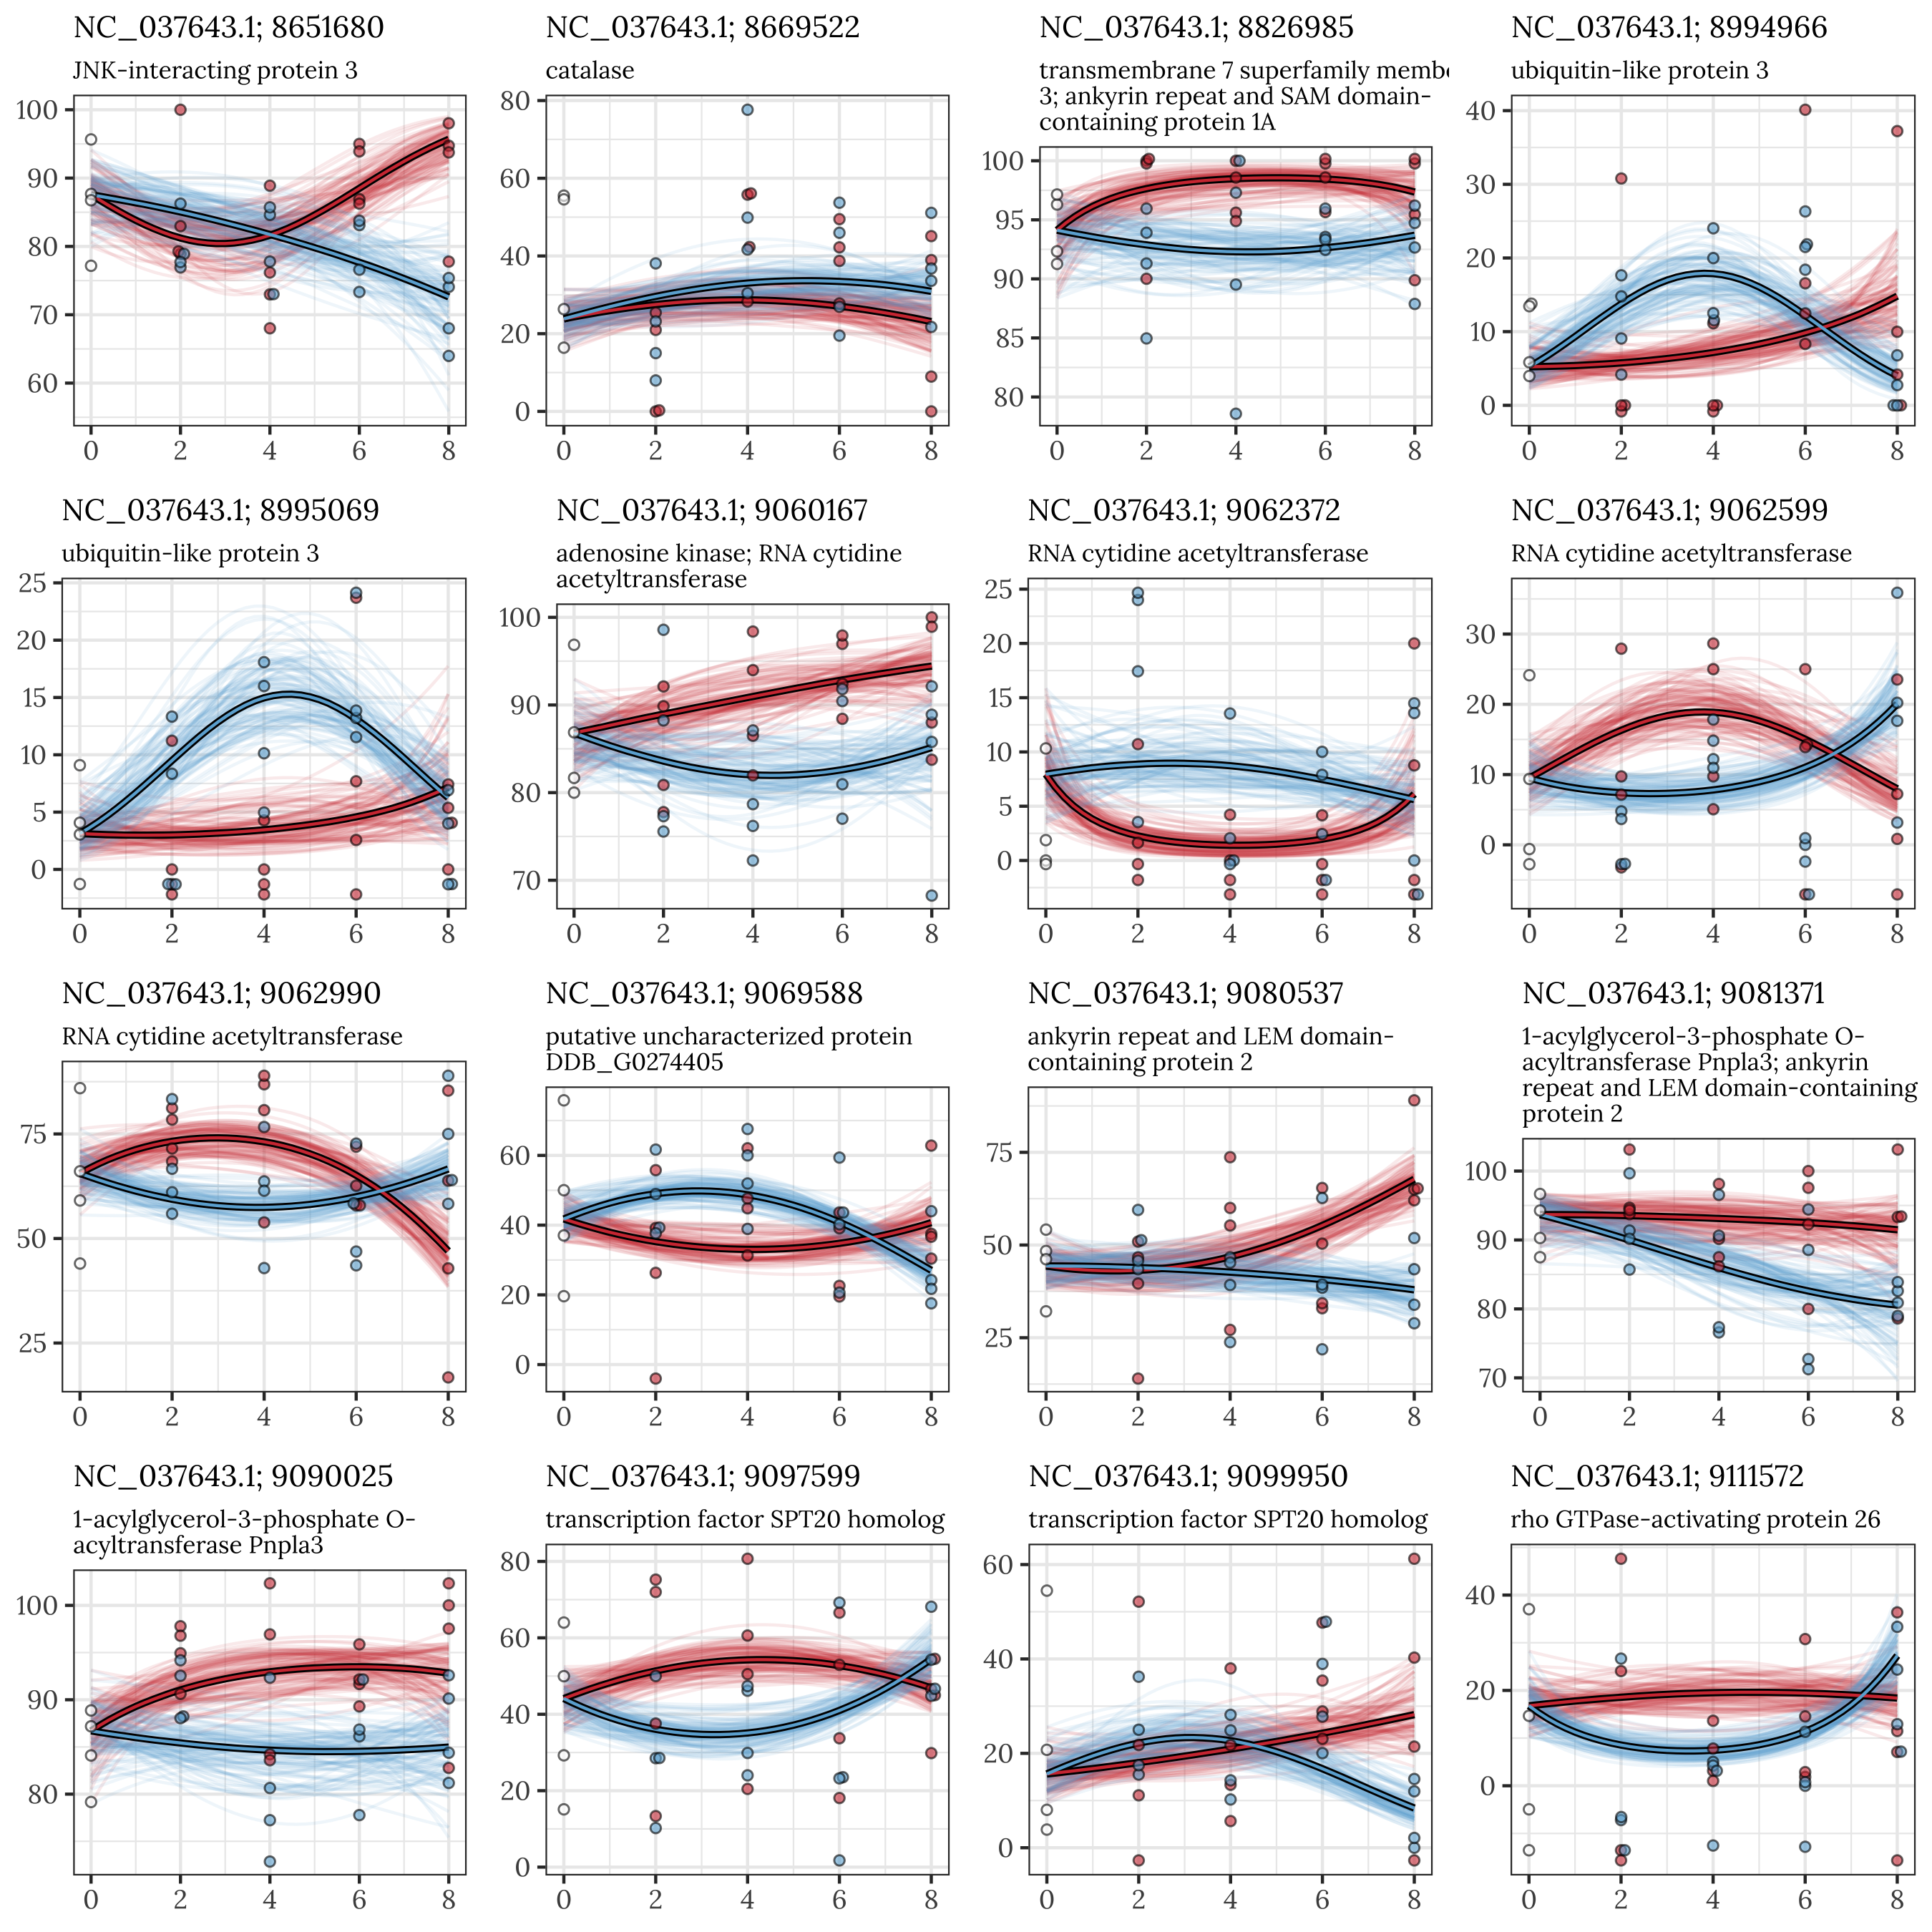 NC_037643.1; 8651680
JNK-interacting protein 3
100
90
80
70
60
0 2 4 6 8
NC_037643.1; 8669522
catalase
80
60
40
20
0
0 2 4 6 8
NC_037643.1; 8826985
transmembrane 7 superfamily memb
3; ankyrin repeat and SAM domain-
containing protein 1A
100
95
90
85
80
0 2 4 6 8
NC_037643.1; 8994966
ubiquitin-like protein 3
40
30
20
10
0
0 2 4 6 8
NC_037643.1; 8995069
ubiquitin-like protein 3
25
20
15
10
5
0
0 2 4 6 8
NC_037643.1; 9060167
adenosine kinase; RNA cytidine
acetyltransferase
100
90
80
70
0 2 4 6 8
NC_037643.1; 9062372
RNA cytidine acetyltransferase
25
20
15
10
5
0
0 2 4 6 8
NC_037643.1; 9062599
RNA cytidine acetyltransferase
30
20
10
0
0 2 4 6 8
NC_037643.1; 9062990
RNA cytidine acetyltransferase
75
50
25
0 2 4 6 8
NC_037643.1; 9069588
putative uncharacterized protein
DDB_G0274405
60
40
20
0
0 2 4 6 8
NC_037643.1; 9080537
ankyrin repeat and LEM domain-
containing protein 2
75
50
25
0 2 4 6 8
NC_037643.1; 9081371
1-acylglycerol-3-phosphate O-
acyltransferase Pnpla3; ankyrin
repeat and LEM domain-containing
protein 2
100
90
80
70
0 2 4 6 8
NC_037643.1; 9090025
1-acylglycerol-3-phosphate O-
acyltransferase Pnpla3
100
90
80
0 2 4 6 8
NC_037643.1; 9097599
transcription factor SPT20 homolog
80
60
40
20
0
0 2 4 6 8
NC_037643.1; 9099950
transcription factor SPT20 homolog
60
40
20
0
0 2 4 6 8
NC_037643.1; 9111572
rho GTPase-activating protein 26
40
20
0
0 2 4 6 8